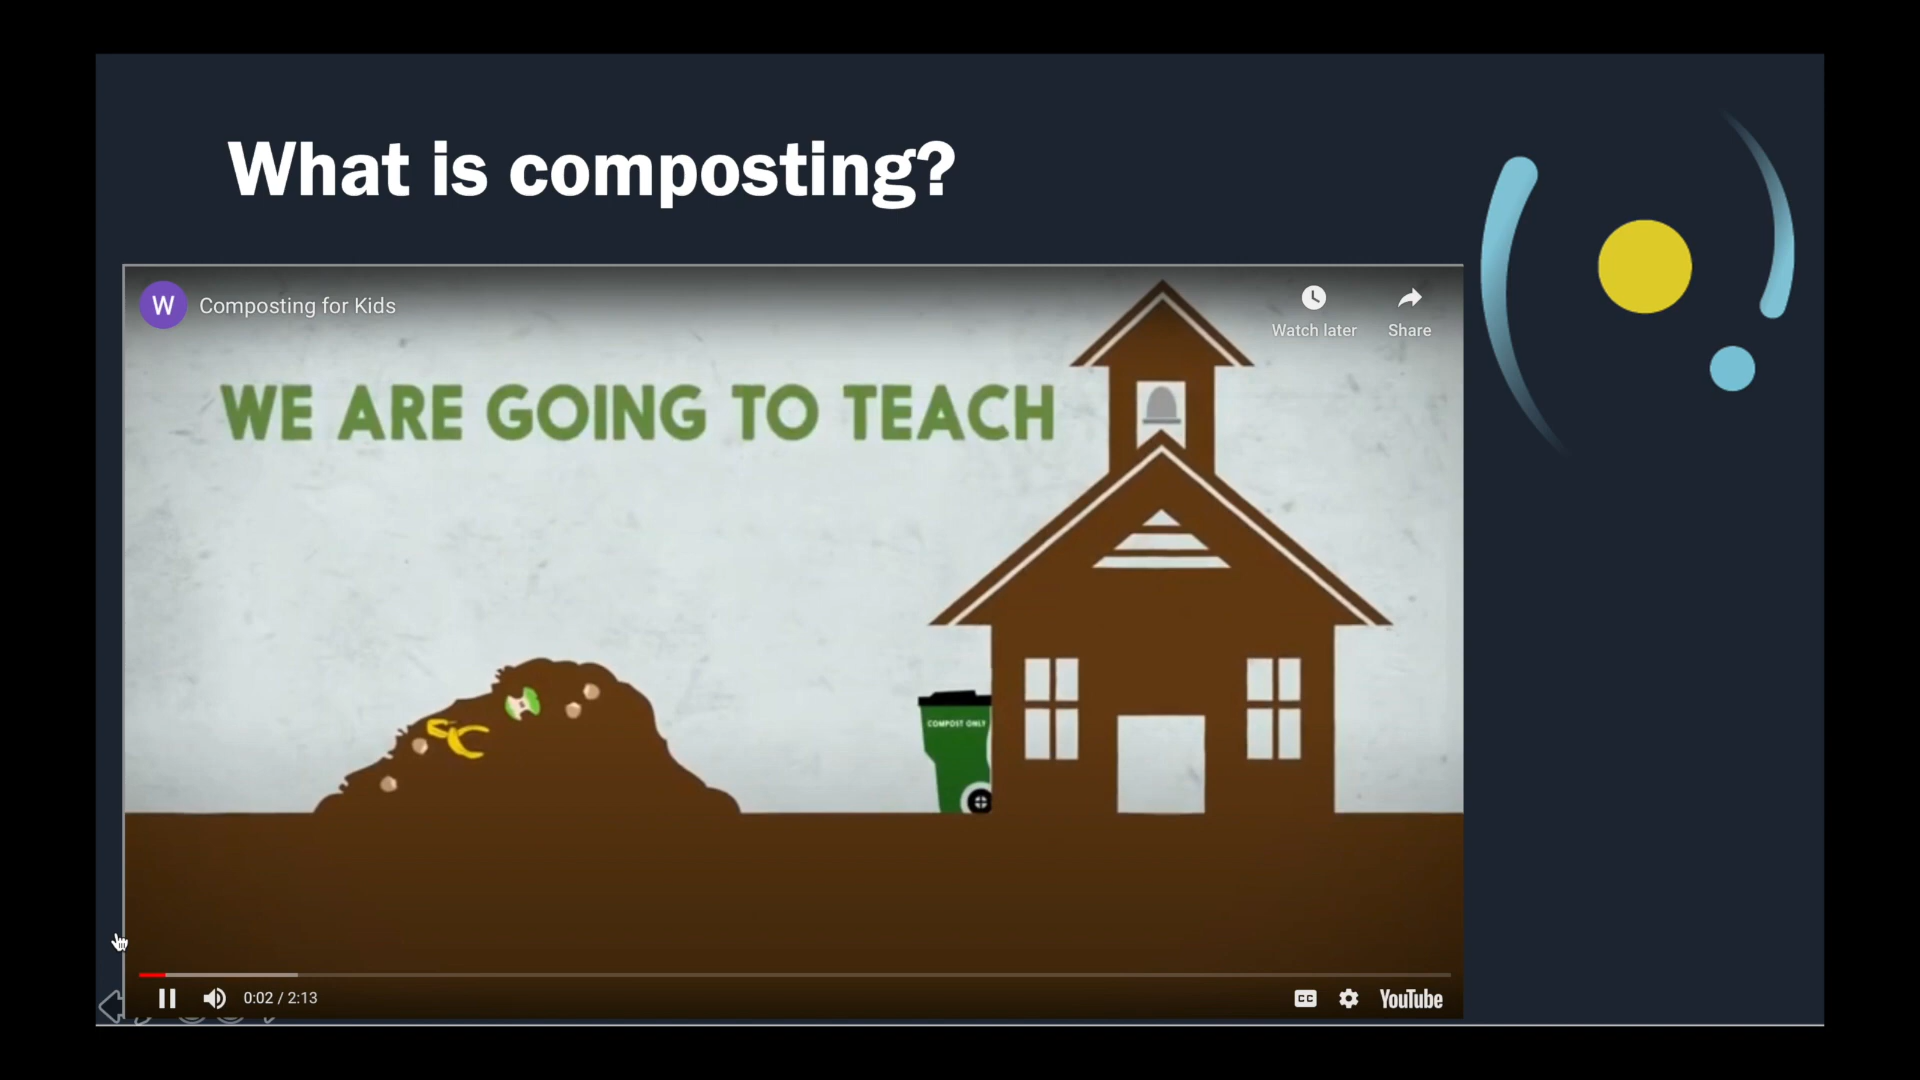 What is composting?
W
Composting for Kids
Watch later
Share
WE ARE GOING TO TEACH
COMPOST ONLY
0:02 / 2:13
CC
YouTube